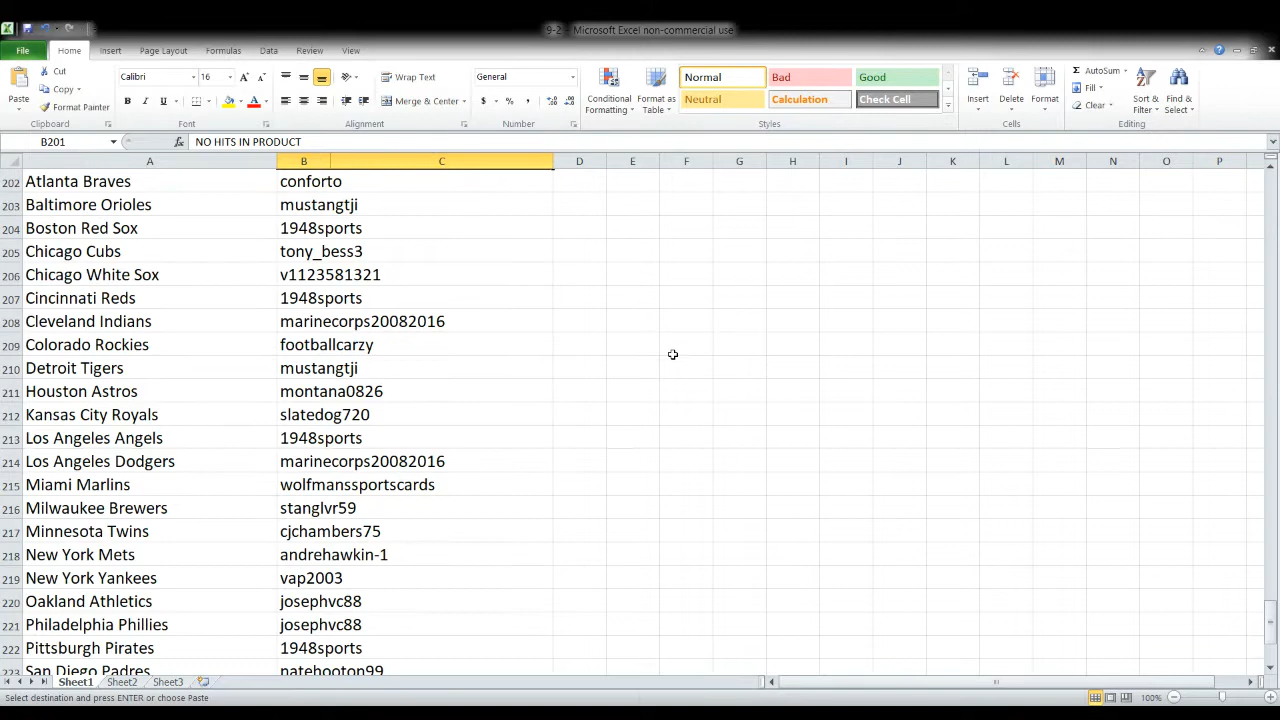 9-2 - Microsoft Excel non-commercial use
File Home Insert Page Layout Formulas Data Review View
Cut
Copy
Format Painter
Paste
Clipboard
Calibri 16
Font
Wrap Text
Merge & Center
Alignment
General
Number
Conditional Formatting
Format as Table
Normal Bad Good
Neutral Calculation Check Cell
Styles
Insert Delete Format
Cells
AutoSum
Fill
Clear
Sort & Filter
Find & Select
Editing
B201 fx NO HITS IN PRODUCT
A B C D E F G H I J K L M N O P
202 Atlanta Braves conforto
203 Baltimore Orioles mustangtji
204 Boston Red Sox 1948sports
205 Chicago Cubs tony_bess3
206 Chicago White Sox v1123581321
207 Cincinnati Reds 1948sports
208 Cleveland Indians marinecorps20082016
209 Colorado Rockies footballcarzy
210 Detroit Tigers mustangtji
211 Houston Astros montana0826
212 Kansas City Royals slatedog720
213 Los Angeles Angels 1948sports
214 Los Angeles Dodgers marinecorps20082016
215 Miami Marlins wolfmanssportscards
216 Milwaukee Brewers stanglvr59
217 Minnesota Twins cjchambers75
218 New York Mets andrehawkin-1
219 New York Yankees vap2003
220 Oakland Athletics josephvc88
221 Philadelphia Phillies josephvc88
222 Pittsburgh Pirates 1948sports
223 San Diego Padres natehooton99
Sheet1 Sheet2 Sheet3
Select destination and press ENTER or choose Paste 100%